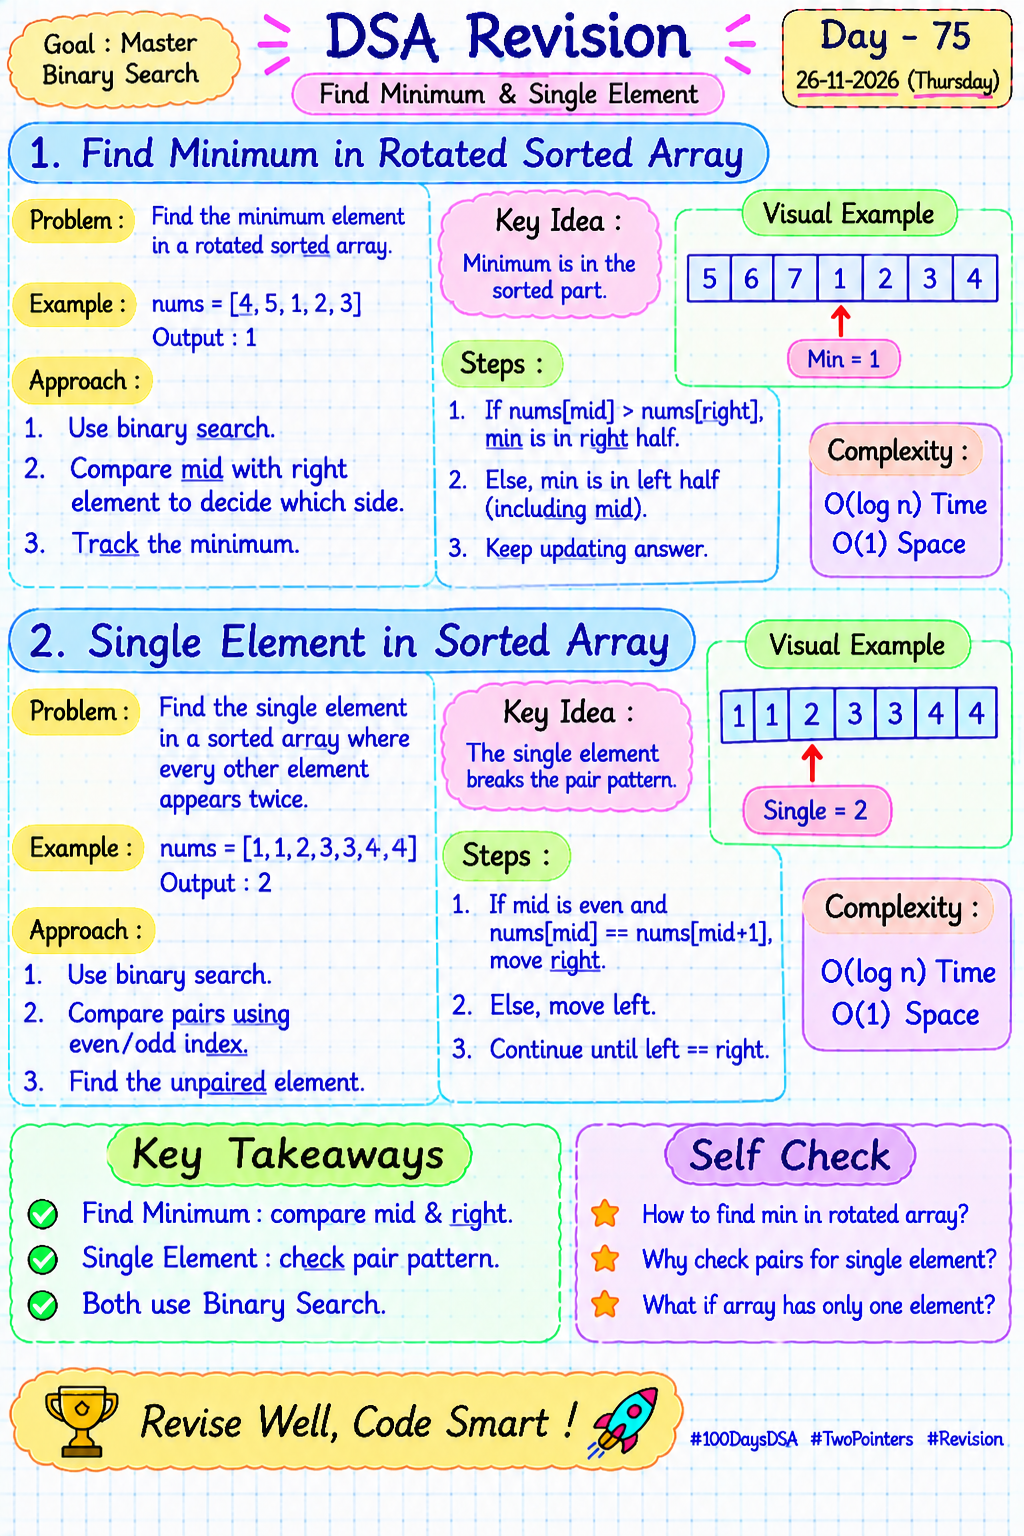 Goal : Master
Binary Search
DSA Revision
Find Minimum & Single Element
Day - 75
26-11-2026 (Thursday)
1. Find Minimum in Rotated Sorted Array
Problem :
Find the minimum element
in a rotated sorted array.
Example :
nums = [4, 5, 1, 2, 3]
Output : 1
Approach :
1. Use binary search.
2. Compare mid with right
element to decide which side.
3. Track the minimum.
Key Idea :
Minimum is in the
sorted part.
Steps :
1. If nums[mid] > nums[right],
min is in right half.
2. Else, min is in left half
(including mid).
3. Keep updating answer.
Visual Example
5 6 7 1 2 3 4
Min = 1
Complexity :
O(log n) Time
O(1) Space
2. Single Element in Sorted Array
Problem :
Find the single element
in a sorted array where
every other element
appears twice.
Example :
nums = [1,1,2,3,3,4,4]
Output : 2
Approach :
1. Use binary search.
2. Compare pairs using
even/odd index.
3. Find the unpaired element.
Key Idea :
The single element
breaks the pair pattern.
Steps :
1. If mid is even and
nums[mid] == nums[mid+1],
move right.
2. Else, move left.
3. Continue until left == right.
Visual Example
1 1 2 3 3 4 4
Single = 2
Complexity :
O(log n) Time
O(1) Space
Key Takeaways
Find Minimum : compare mid & right.
Single Element : check pair pattern.
Both use Binary Search.
Self Check
How to find min in rotated array?
Why check pairs for single element?
What if array has only one element?
Revise Well, Code Smart !
#100DaysDSA #TwoPointers #Revision